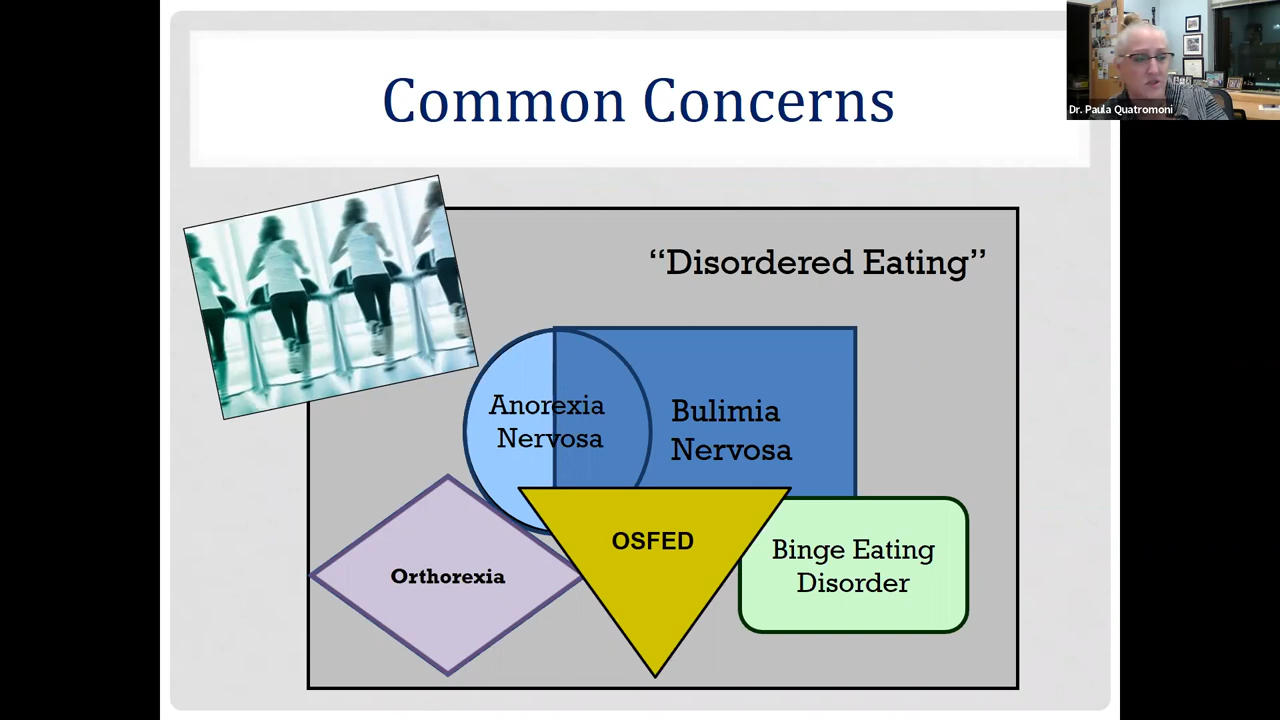 Common Concerns
Dr. Paula Quatromoni
“Disordered Eating”
Anorexia
Nervosa
Bulimia
Nervosa
OSFED
Orthorexia
Binge Eating
Disorder